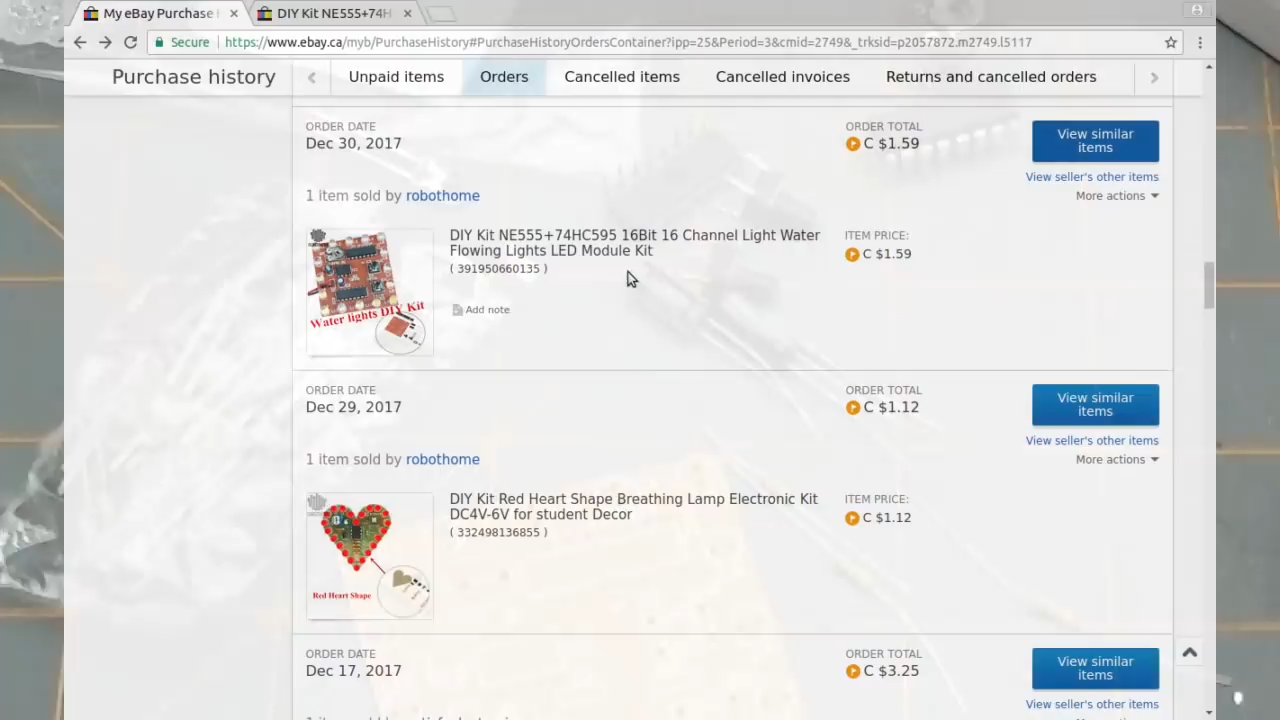 My eBay Purchase
DIY Kit NE555+74H
Secure
https://www.ebay.ca/myb/PurchaseHistory#PurchaseHistoryOrdersContainer?ipp=25&Period=3&cmid=2749&_trksid=p2057872.m2749.l5117
Purchase history
Unpaid items
Orders
Cancelled items
Cancelled invoices
Returns and cancelled orders
ORDER DATE
Dec 30, 2017
ORDER TOTAL
C $1.59
View similar
items
View seller's other items
More actions
1 item sold by robothome
DIY Kit NE555+74HC595 16Bit 16 Channel Light Water
Flowing Lights LED Module Kit
( 391950660135 )
Add note
ITEM PRICE:
C $1.59
Water lights DIY Kit
ORDER DATE
Dec 29, 2017
ORDER TOTAL
C $1.12
View similar
items
View seller's other items
More actions
1 item sold by robothome
DIY Kit Red Heart Shape Breathing Lamp Electronic Kit
DC4V-6V for student Decor
( 332498136855 )
ITEM PRICE:
C $1.12
Red Heart Shape
ORDER DATE
Dec 17, 2017
ORDER TOTAL
C $3.25
View similar
items
View seller's other items